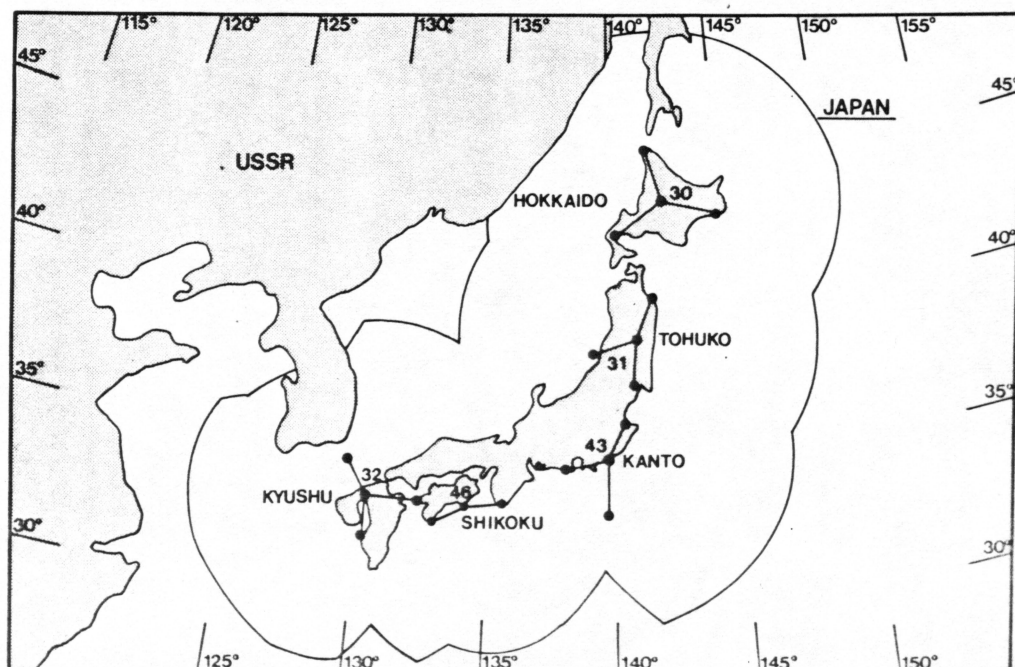 115° 120° 125° 130° 135° 140° 145° 150° 155°
45° 45°
JAPAN
USSR
HOKKAIDO 30
40° 40°
TOHUKO
31
35° 35°
43
KANTO
32
KYUSHU 46
SHIKOKU
30° 30°
125° 130° 135° 140° 145° 150°